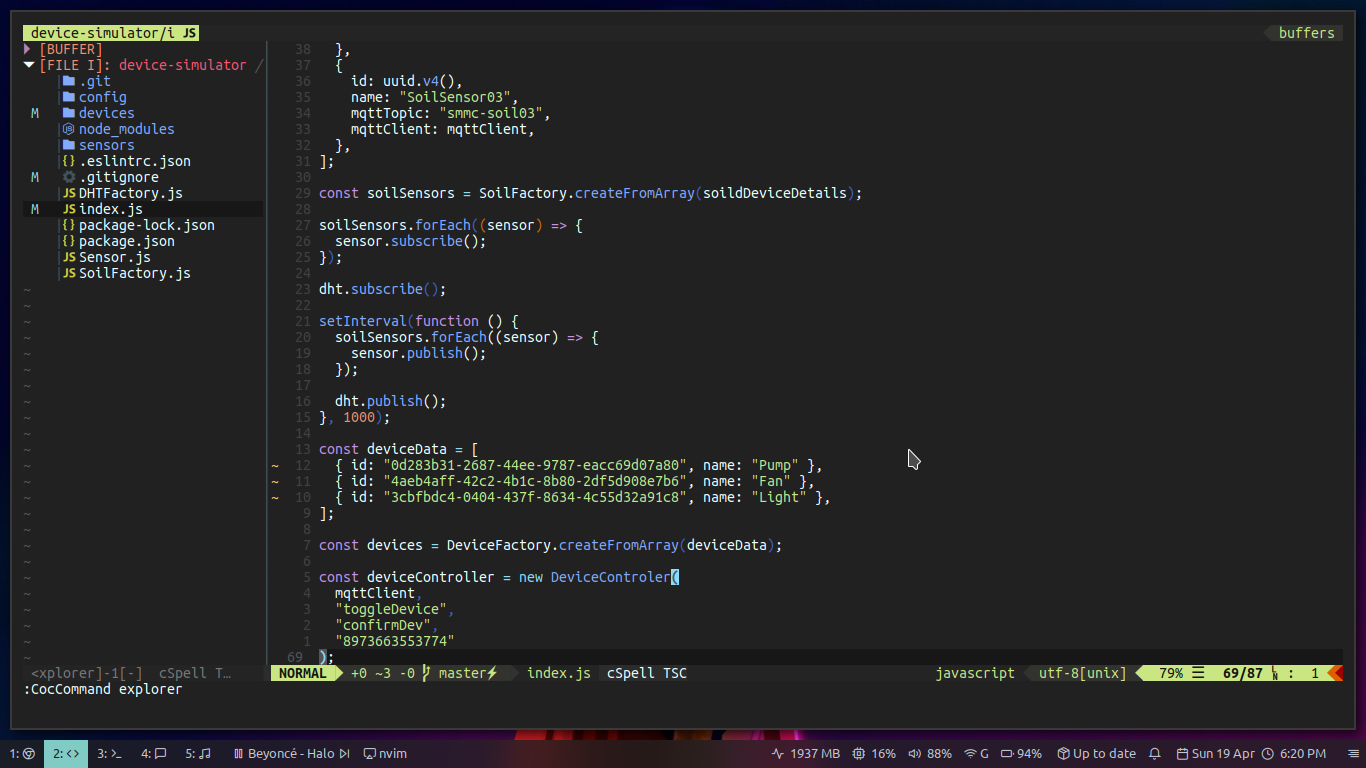 device-simulator/i JS
buffers
[BUFFER]
[FILE I]: device-simulator /
.git
config
M devices
node_modules
sensors
{} .eslintrc.json
M .gitignore
JS DHTFactory.js
M JS index.js
{} package-lock.json
{} package.json
JS Sensor.js
JS SoilFactory.js
38 },
37 {
36 id: uuid.v4(),
35 name: "SoilSensor03",
34 mqttTopic: "smmc-soil03",
33 mqttClient: mqttClient,
32 },
31 ];
30
29 const soilSensors = SoilFactory.createFromArray(soildDeviceDetails);
28
27 soilSensors.forEach((sensor) => {
26 sensor.subscribe();
25 });
24
23 dht.subscribe();
22
21 setInterval(function () {
20 soilSensors.forEach((sensor) => {
19 sensor.publish();
18 });
17
16 dht.publish();
15 }, 1000);
14
13 const deviceData = [
~ 12 { id: "0d283b31-2687-44ee-9787-eacc69d07a80", name: "Pump" },
~ 11 { id: "4aeb4aff-42c2-4b1c-8b80-2df5d908e7b6", name: "Fan" },
~ 10 { id: "3cbfbdc4-0404-437f-8634-4c55d32a91c8", name: "Light" },
9 ];
8
7 const devices = DeviceFactory.createFromArray(deviceData);
6
5 const deviceController = new DeviceControler(
4 mqttClient,
3 "toggleDevice",
2 "confirmDev",
1 "8973663553774"
69 );
<xplorer]-1[-] cSpell T…
NORMAL +0 ~3 -0 master⚡ index.js cSpell TSC javascript utf-8[unix] 79% ☰ 69/87 LN : 1
:CocCommand explorer
1: 2: <> 3: >_ 4: 5: Beyoncé - Halo nvim 1937 MB 16% 88% G 94% Up to date Sun 19 Apr 6:20 PM